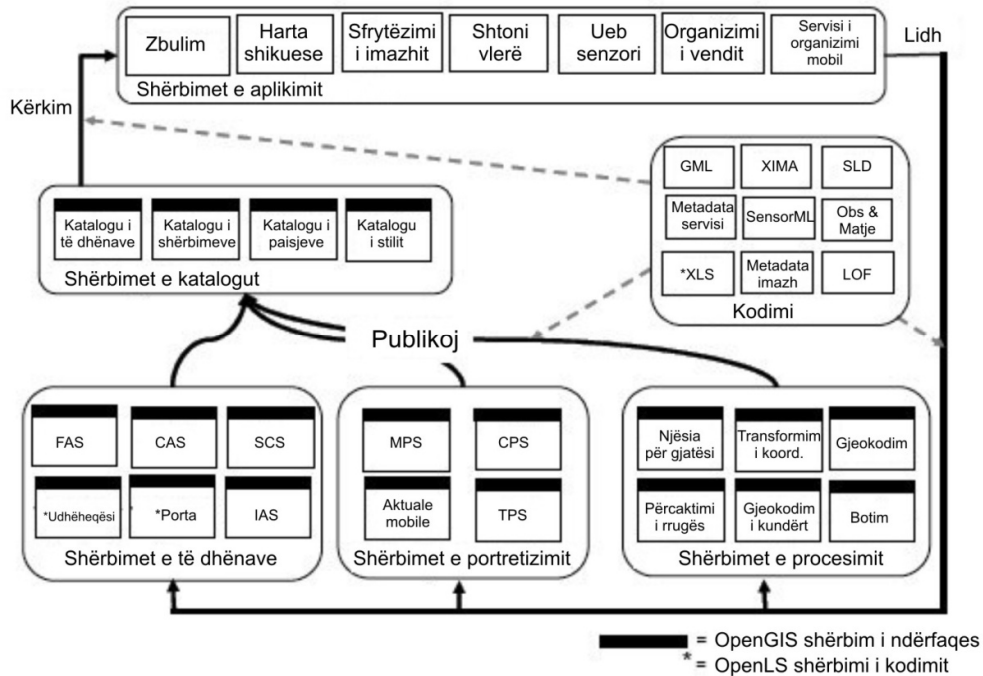 Zbulim
Harta
shikuese
Sfrytëzimi
i imazhit
Shtoni
vlerë
Ueb
senzori
Organizimi
i vendit
Servisi i
organizimi
mobil
Shërbimet e aplikimit
Lidh
Kërkim
GML
XIMA
SLD
Metadata
servisi
SensorML
Obs &
Matje
*XLS
Metadata
imazh
LOF
Kodimi
Katalogu i
të dhënave
Katalogu i
shërbimeve
Katalogu i
paisjeve
Katalogu
i stilit
Shërbimet e katalogut
Publikoj
FAS
CAS
SCS
*Udhëheqësi
*Porta
IAS
Shërbimet e të dhënave
MPS
CPS
Aktuale
mobile
TPS
Shërbimet e portretizimit
Njësia
për gjatësi
Transformim
i koord.
Gjeokodim
Përcaktimi
i rrugës
Gjeokodim
i kundërt
Botim
Shërbimet e procesimit
= OpenGIS shërbim i ndërfaqes
* = OpenLS shërbimi i kodimit